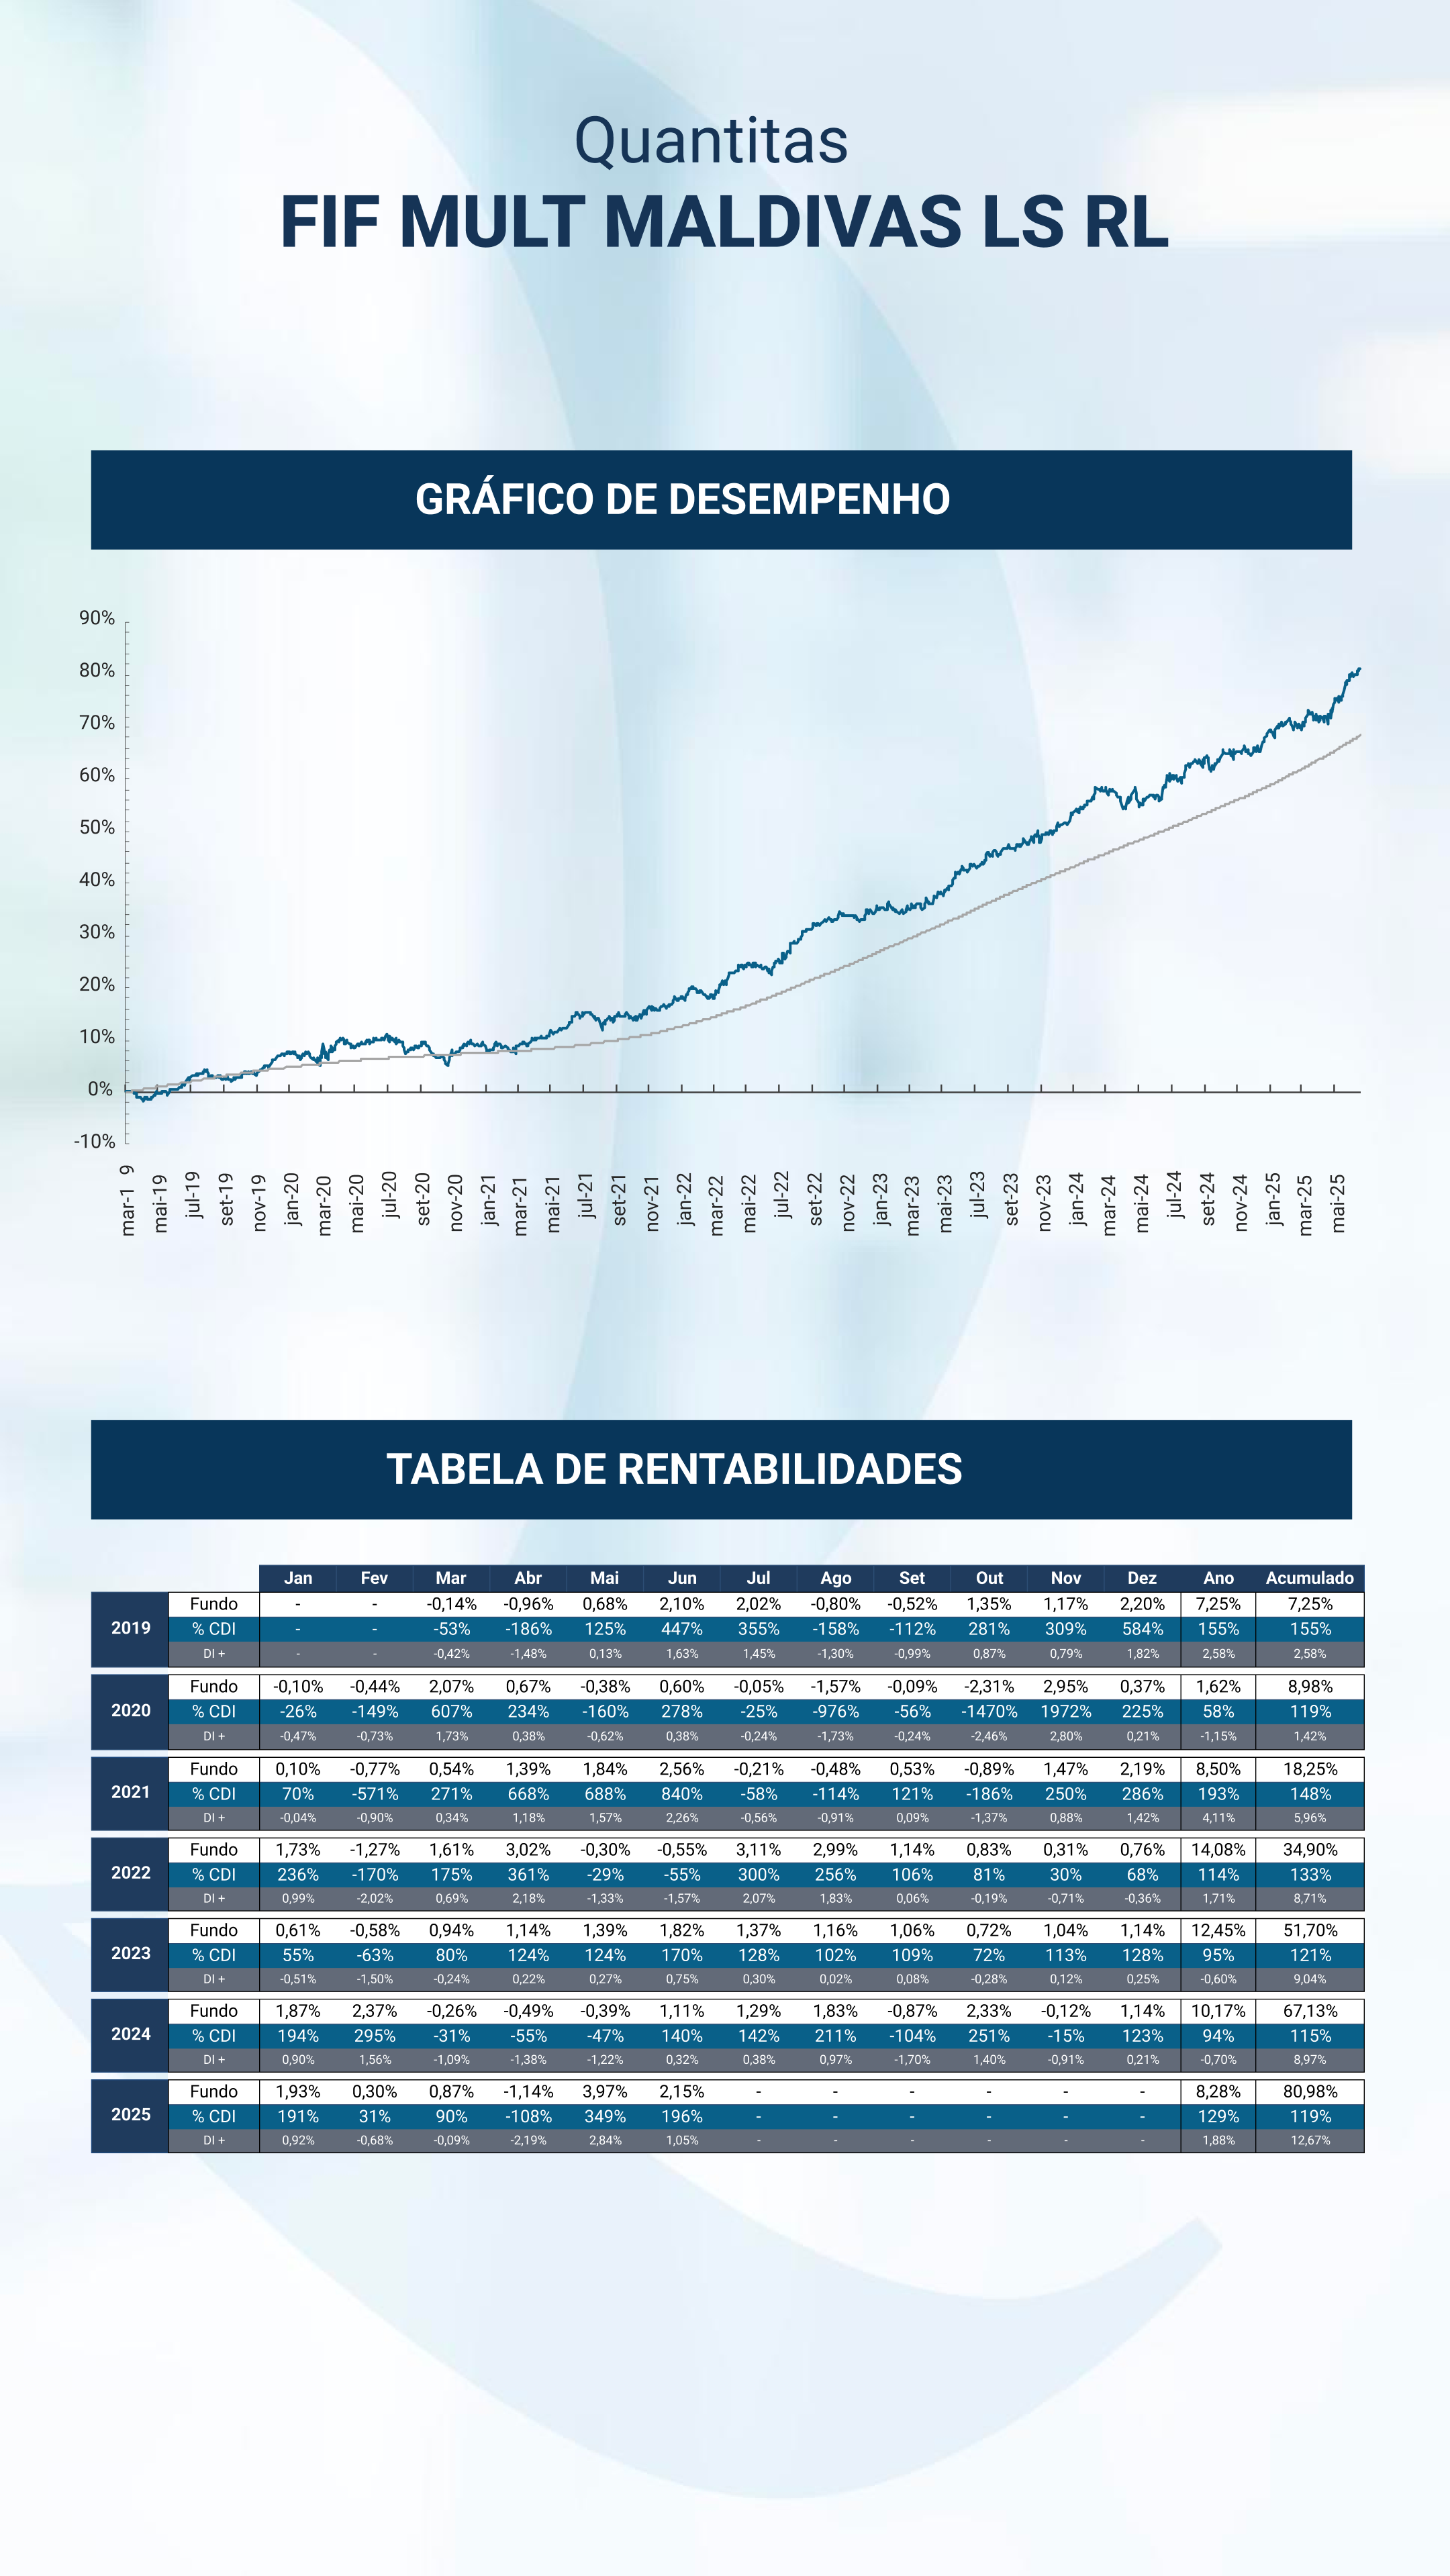 Quantitas
FIF MULT MALDIVAS LS RL
GRÁFICO DE DESEMPENHO
90%
80%
70%
60%
50%
40%
30%
20%
10%
0%
-10%
mar-1 9 mai-19 jul-19 set-19 nov-19 jan-20 mar-20 mai-20 jul-20 set-20 nov-20 jan-21 mar-21 mai-21 jul-21 set-21 nov-21 jan-22 mar-22 mai-22 jul-22 set-22 nov-22 jan-23 mar-23 mai-23 jul-23 set-23 nov-23 jan-24 mar-24 mai-24 jul-24 set-24 nov-24 jan-25 mar-25 mai-25
TABELA DE RENTABILIDADES
Jan Fev Mar Abr Mai Jun Jul Ago Set Out Nov Dez Ano Acumulado
Fundo - - -0,14% -0,96% 0,68% 2,10% 2,02% -0,80% -0,52% 1,35% 1,17% 2,20% 7,25% 7,25%
2019 % CDI - - -53% -186% 125% 447% 355% -158% -112% 281% 309% 584% 155% 155%
DI + - - -0,42% -1,48% 0,13% 1,63% 1,45% -1,30% -0,99% 0,87% 0,79% 1,82% 2,58% 2,58%
Fundo -0,10% -0,44% 2,07% 0,67% -0,38% 0,60% -0,05% -1,57% -0,09% -2,31% 2,95% 0,37% 1,62% 8,98%
2020 % CDI -26% -149% 607% 234% -160% 278% -25% -976% -56% -1470% 1972% 225% 58% 119%
DI + -0,47% -0,73% 1,73% 0,38% -0,62% 0,38% -0,24% -1,73% -0,24% -2,46% 2,80% 0,21% -1,15% 1,42%
Fundo 0,10% -0,77% 0,54% 1,39% 1,84% 2,56% -0,21% -0,48% 0,53% -0,89% 1,47% 2,19% 8,50% 18,25%
2021 % CDI 70% -571% 271% 668% 688% 840% -58% -114% 121% -186% 250% 286% 193% 148%
DI + -0,04% -0,90% 0,34% 1,18% 1,57% 2,26% -0,56% -0,91% 0,09% -1,37% 0,88% 1,42% 4,11% 5,96%
Fundo 1,73% -1,27% 1,61% 3,02% -0,30% -0,55% 3,11% 2,99% 1,14% 0,83% 0,31% 0,76% 14,08% 34,90%
2022 % CDI 236% -170% 175% 361% -29% -55% 300% 256% 106% 81% 30% 68% 114% 133%
DI + 0,99% -2,02% 0,69% 2,18% -1,33% -1,57% 2,07% 1,83% 0,06% -0,19% -0,71% -0,36% 1,71% 8,71%
Fundo 0,61% -0,58% 0,94% 1,14% 1,39% 1,82% 1,37% 1,16% 1,06% 0,72% 1,04% 1,14% 12,45% 51,70%
2023 % CDI 55% -63% 80% 124% 124% 170% 128% 102% 109% 72% 113% 128% 95% 121%
DI + -0,51% -1,50% -0,24% 0,22% 0,27% 0,75% 0,30% 0,02% 0,08% -0,28% 0,12% 0,25% -0,60% 9,04%
Fundo 1,87% 2,37% -0,26% -0,49% -0,39% 1,11% 1,29% 1,83% -0,87% 2,33% -0,12% 1,14% 10,17% 67,13%
2024 % CDI 194% 295% -31% -55% -47% 140% 142% 211% -104% 251% -15% 123% 94% 115%
DI + 0,90% 1,56% -1,09% -1,38% -1,22% 0,32% 0,38% 0,97% -1,70% 1,40% -0,91% 0,21% -0,70% 8,97%
Fundo 1,93% 0,30% 0,87% -1,14% 3,97% 2,15% - - - - - - 8,28% 80,98%
2025 % CDI 191% 31% 90% -108% 349% 196% - - - - - - 129% 119%
DI + 0,92% -0,68% -0,09% -2,19% 2,84% 1,05% - - - - - - 1,88% 12,67%